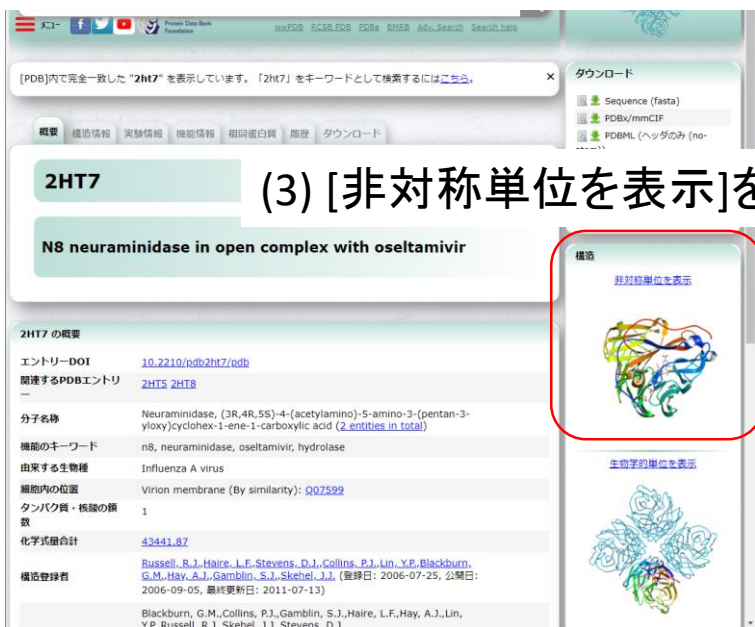 メニュー
Protein Data Bank
Foundation
wwPDB RCSB PDB PDBe BMRB Adv. Search Search help
[PDB]内で完全一致した "2ht7" を表示しています。「2ht7」をキーワードとして検索するにはこちら。 ×
概要 構造情報 実験情報 機能情報 相同蛋白質 履歴 ダウンロード
2HT7
(3) [非対称単位を表示]を
N8 neuraminidase in open complex with oseltamivir
2HT7 の概要
エントリーDOI 10.2210/pdb2ht7/pdb
関連するPDBエントリ
ー 2HT5 2HT8
分子名称 Neuraminidase, (3R,4R,5S)-4-(acetylamino)-5-amino-3-(pentan-3-
yloxy)cyclohex-1-ene-1-carboxylic acid (2 entities in total)
機能のキーワード n8, neuraminidase, oseltamivir, hydrolase
由来する生物種 Influenza A virus
細胞内の位置 Virion membrane (By similarity): Q07599
タンパク質・核酸の鎖
数 1
化学式量合計 43441.87
構造登録者 Russell, R.J.,Haire, L.F.,Stevens, D.J.,Collins, P.J.,Lin, Y.P.,Blackburn,
G.M.,Hay, A.J.,Gamblin, S.J.,Skehel, J.J. (登録日: 2006-07-25, 公開日:
2006-09-05, 最終更新日: 2011-07-13)
Blackburn, G.M.,Collins, P.J.,Gamblin, S.J.,Haire, L.F.,Hay, A.J.,Lin,
Y.P.,Russell, R.J.,Skehel, J.J.,Stevens, D.J.
ダウンロード
Sequence (fasta)
PDBx/mmCIF
PDBML (ヘッダのみ (no-
構造
非対称単位を表示
生物学的単位を表示